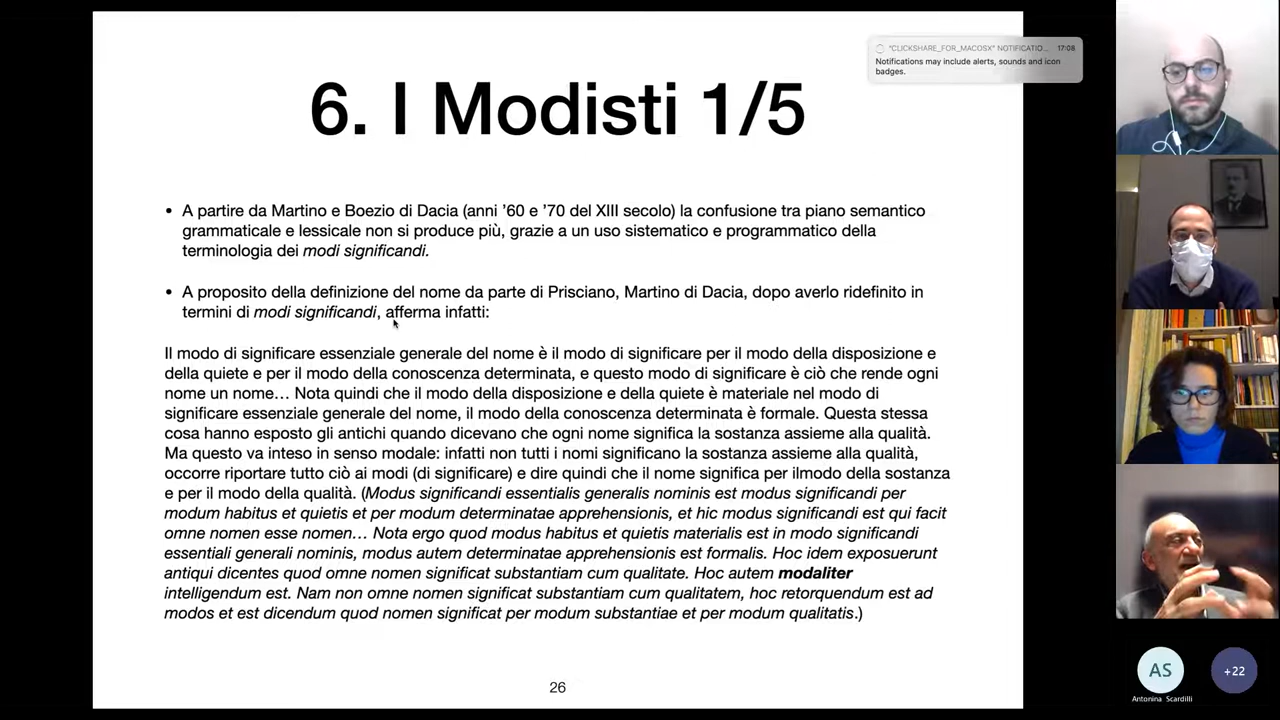 6. I Modisti 1/5
"CLICKSHARE_FOR_MACOSX" NOTIFICATIO... 17:08
Notifications may include alerts, sounds and icon
badges.
• A partire da Martino e Boezio di Dacia (anni ’60 e ’70 del XIII secolo) la confusione tra piano semantico
grammaticale e lessicale non si produce più, grazie a un uso sistematico e programmatico della
terminologia dei modi significandi.
• A proposito della definizione del nome da parte di Prisciano, Martino di Dacia, dopo averlo ridefinito in
termini di modi significandi, afferma infatti:
Il modo di significare essenziale generale del nome è il modo di significare per il modo della disposizione e
della quiete e per il modo della conoscenza determinata, e questo modo di significare è ciò che rende ogni
nome un nome… Nota quindi che il modo della disposizione e della quiete è materiale nel modo di
significare essenziale generale del nome, il modo della conoscenza determinata è formale. Questa stessa
cosa hanno esposto gli antichi quando dicevano che ogni nome significa la sostanza assieme alla qualità.
Ma questo va inteso in senso modale: infatti non tutti i nomi significano la sostanza assieme alla qualità,
occorre riportare tutto ciò ai modi (di significare) e dire quindi che il nome significa per ilmodo della sostanza
e per il modo della qualità. (Modus significandi essentialis generalis nominis est modus significandi per
modum habitus et quietis et per modum determinatae apprehensionis, et hic modus significandi est qui facit
omne nomen esse nomen… Nota ergo quod modus habitus et quietis materialis est in modo significandi
essentiali generali nominis, modus autem determinatae apprehensionis est formalis. Hoc idem exposuerunt
antiqui dicentes quod omne nomen significat substantiam cum qualitate. Hoc autem modaliter
intelligendum est. Nam non omne nomen significat substantiam cum qualitatem, hoc retorquendum est ad
modos et est dicendum quod nomen significat per modum substantiae et per modum qualitatis.)
26
AS
Antonina Scardilli
+22